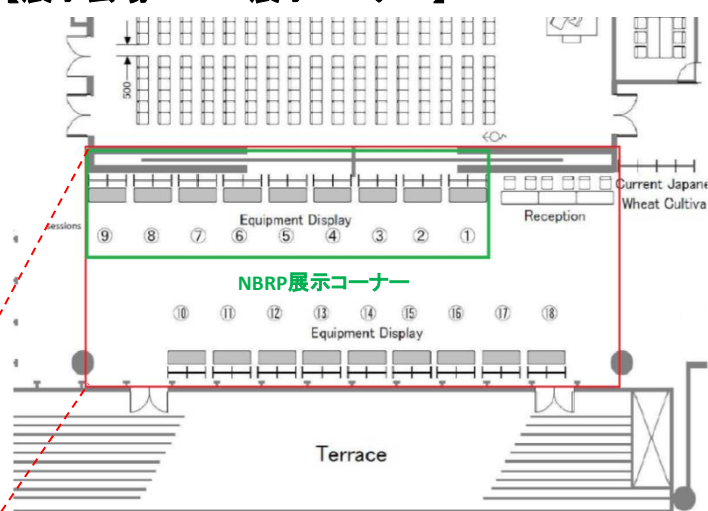 500
Current Japane
Wheat Cultiva
Reception
Equipment Display
sessions
⑨ ⑧ ⑦ ⑥ ⑤ ④ ③ ② ①
NBRP展示コーナー
⑩ ⑪ ⑫ ⑬ ⑭ ⑮ ⑯ ⑰ ⑱
Equipment Display
Terrace